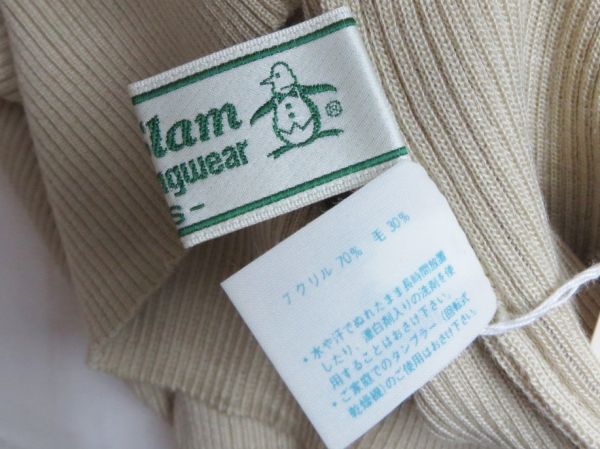 lam
ngwear
s-
アクリル 70% 毛 30%
・水や汗でぬれたまま長時間放置
したり、漂白剤入りの洗剤を使
用することはおさけ下さい。
・ご家庭でのタンブラー（回転式
乾燥機）のご使用はおさけ下さい。